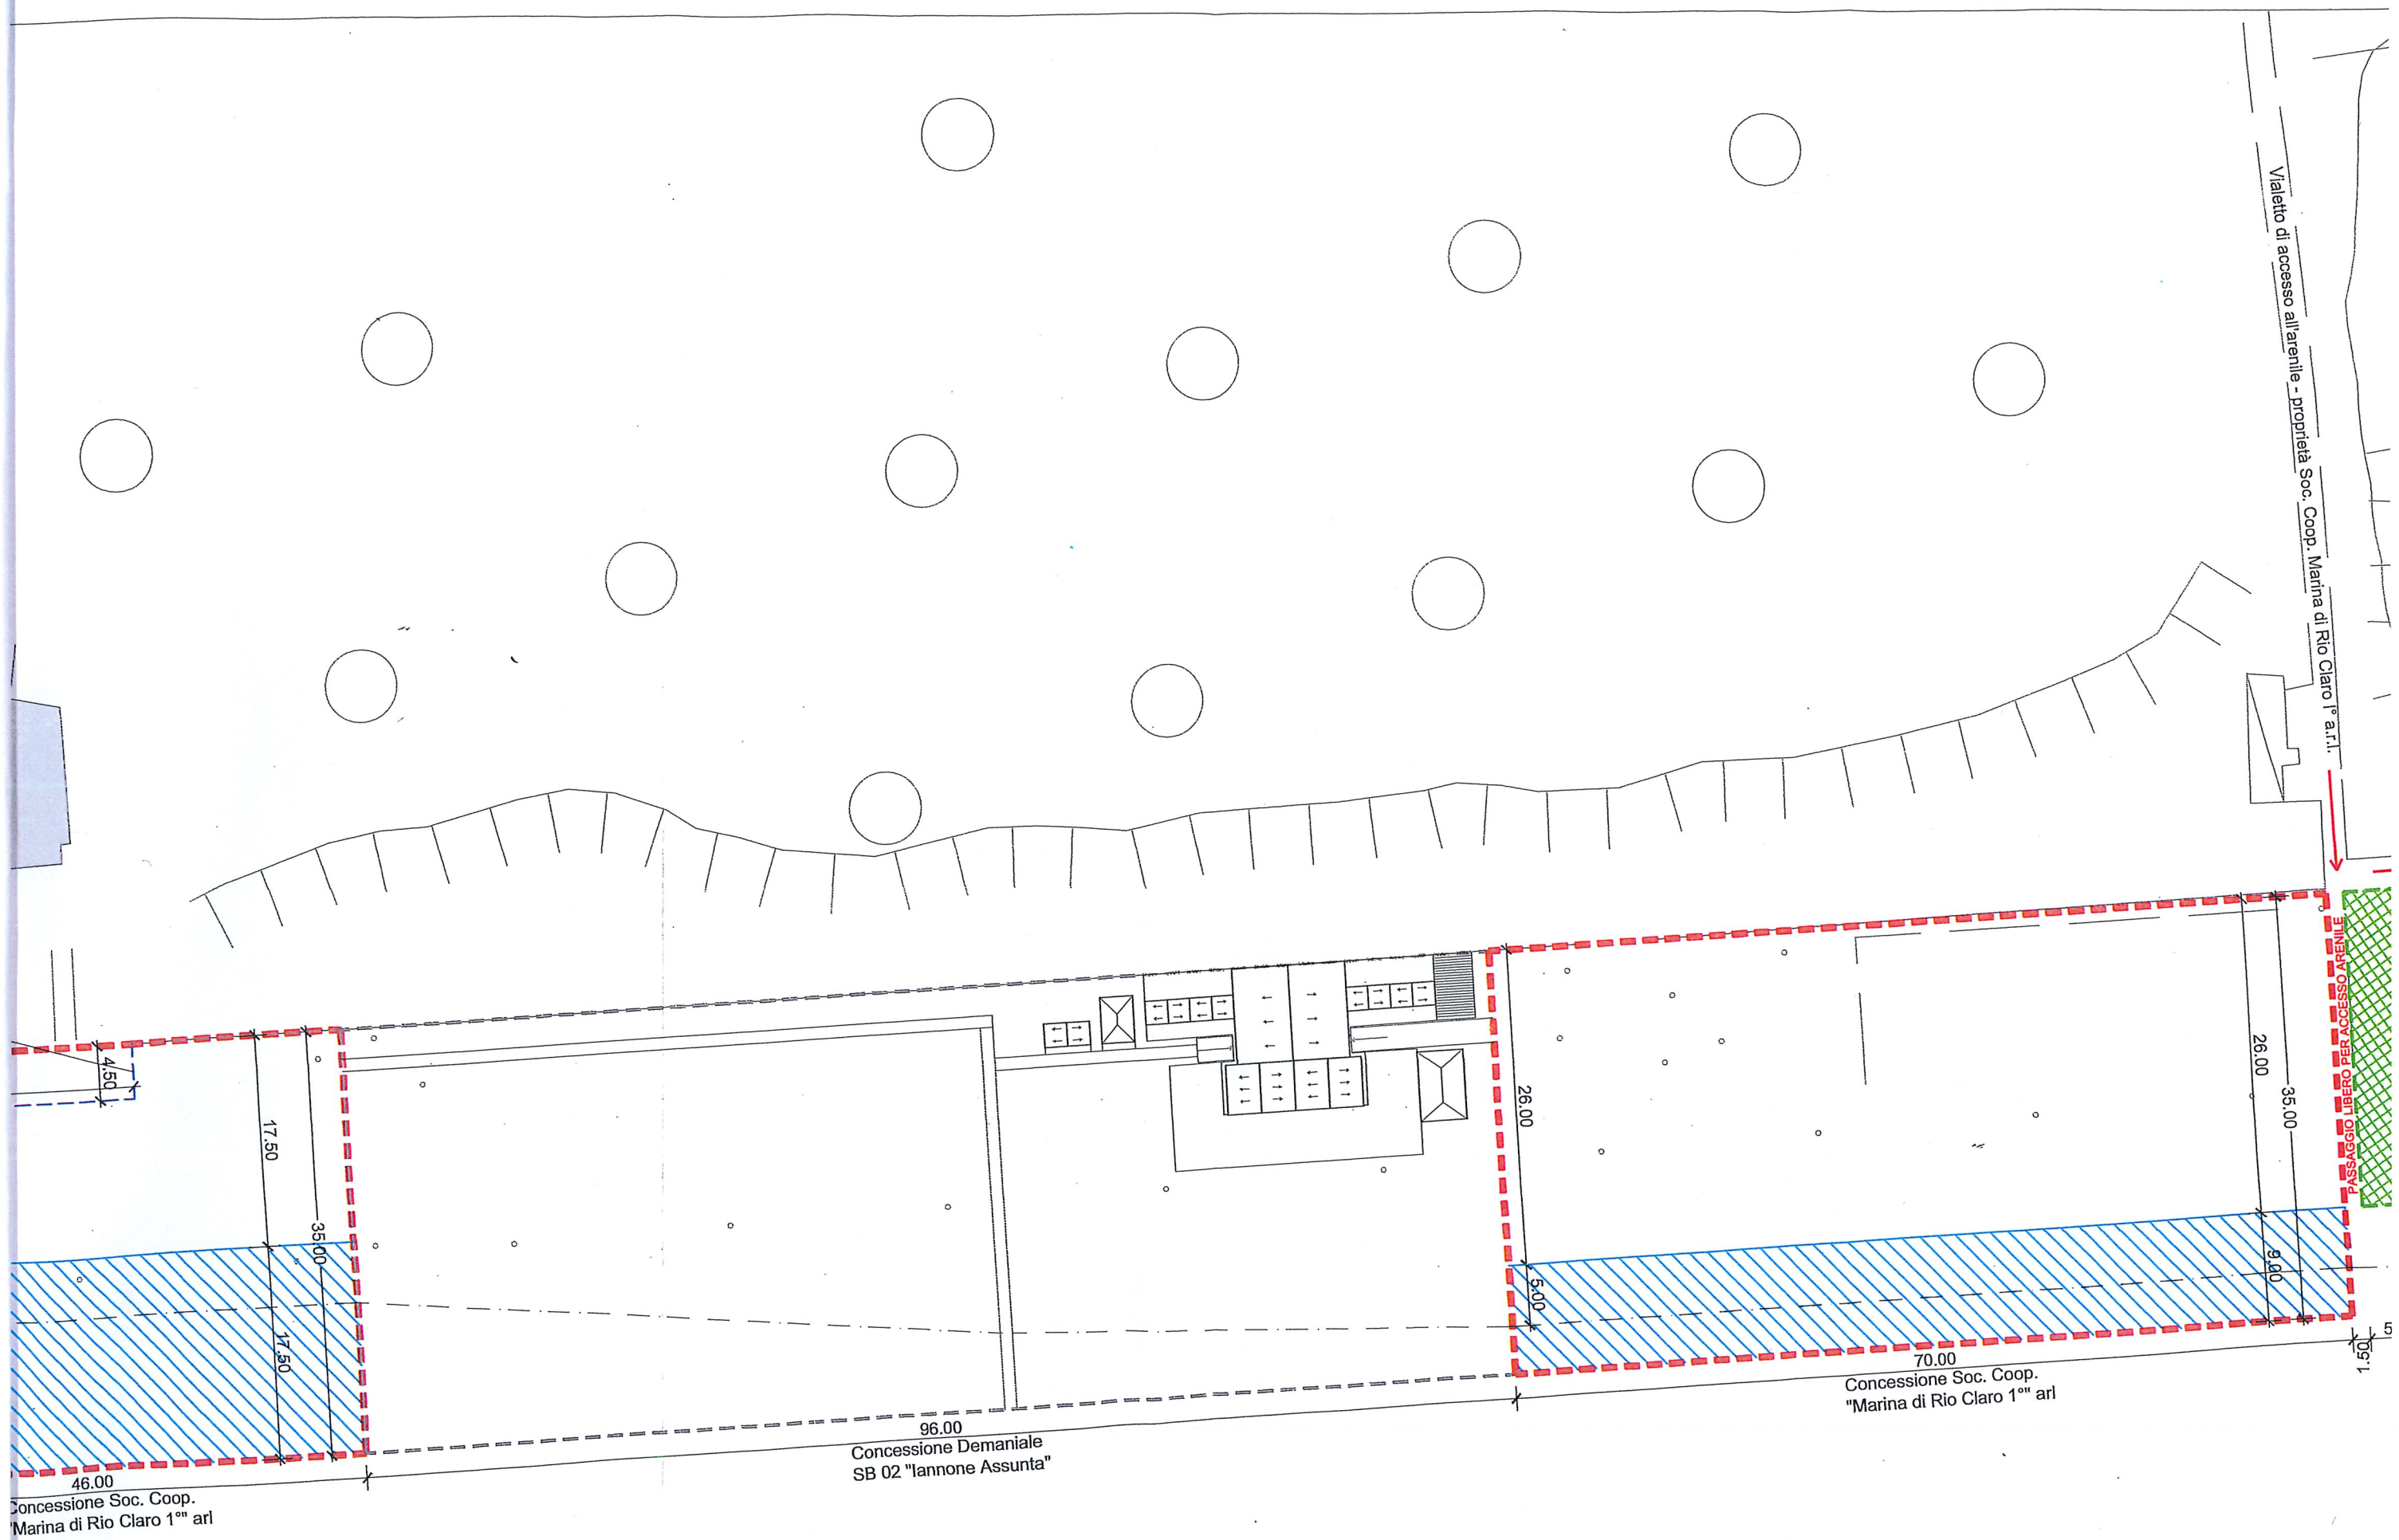 Vialetto di accesso all'arenile - proprietà Soc. Coop. Marina di Rio Claro I° a.r.l.
PASSAGGIO LIBERO PER ACCESSO ARENILE
4.50
17.50
35.00
17.50
26.00
5.00
26.00
35.00
9.00
1.50
5
70.00
Concessione Soc. Coop.
"Marina di Rio Claro 1°" arl
96.00
Concessione Demaniale
SB 02 "Iannone Assunta"
46.00
Concessione Soc. Coop.
"Marina di Rio Claro 1°" arl